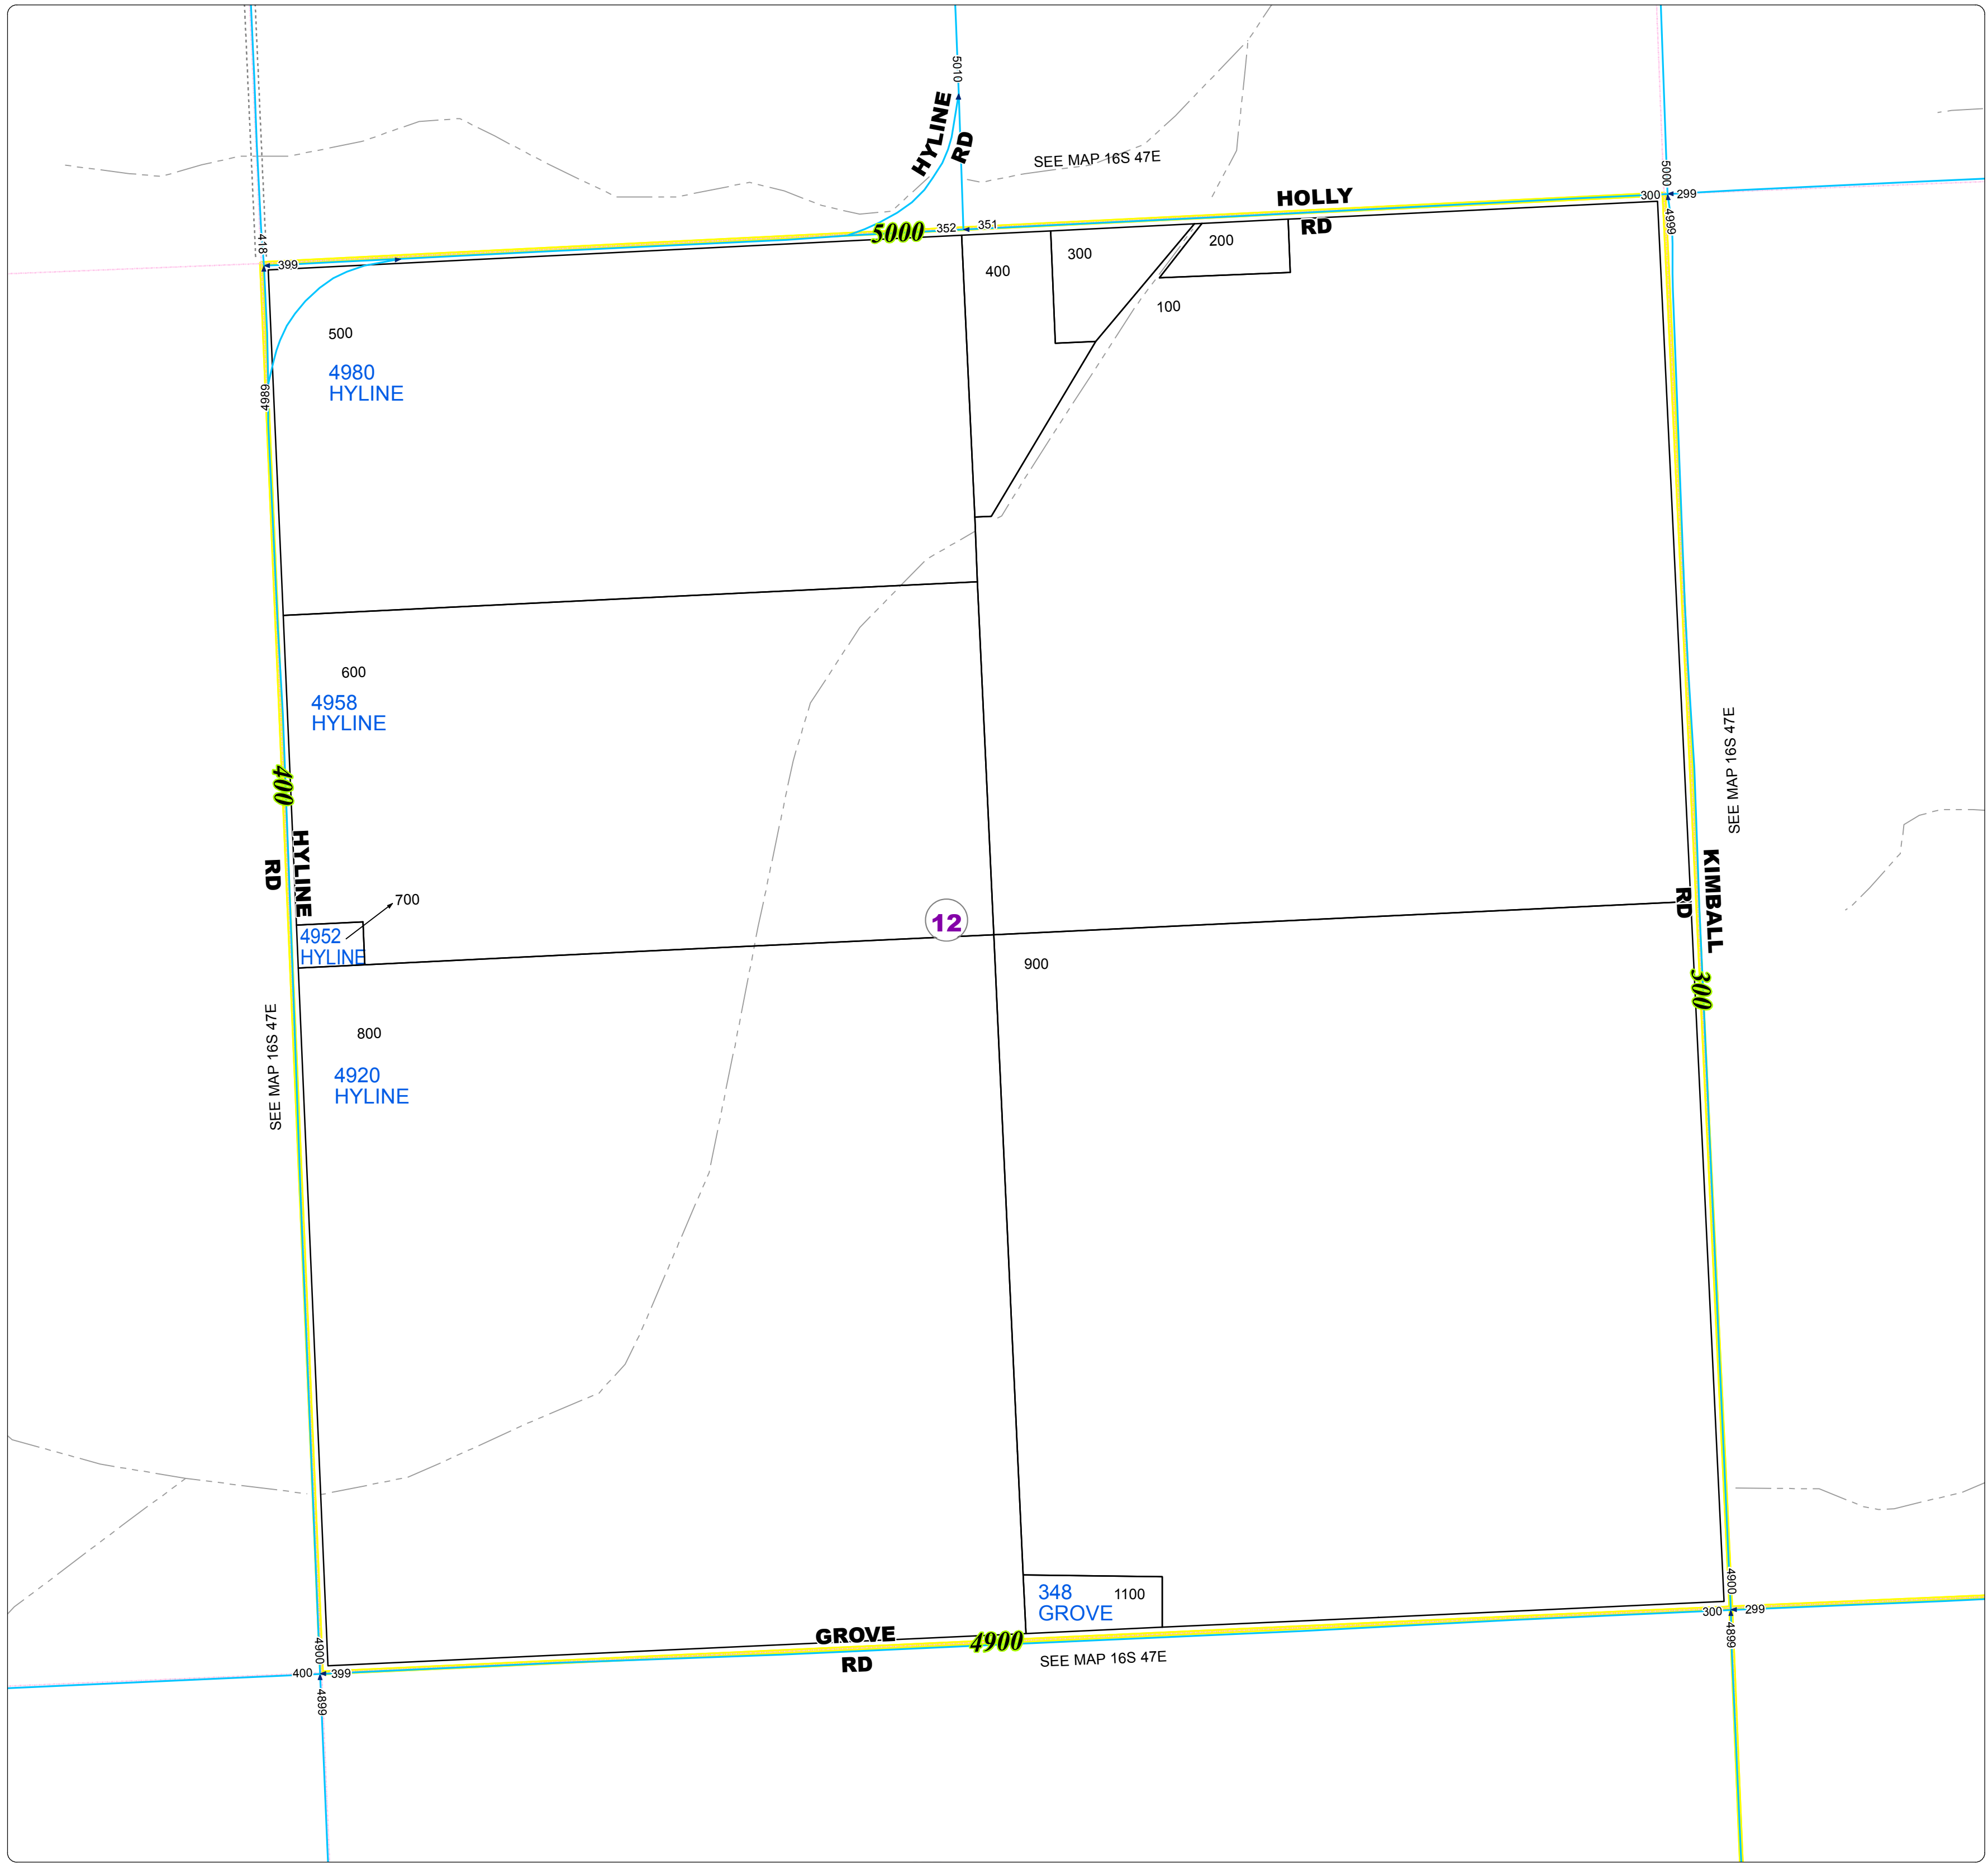 5010
HYLINE
RD
SEE MAP 16S 47E
5000
HOLLY
RD
300
299
4999
418
399
5000
352
351
400
300
200
100
500
4980
HYLINE
4989
600
4958
HYLINE
400
HYLINE
RD
SEE MAP 16S 47E
KIMBALL
RD
700
4952
HYLINE
12
900
300
SEE MAP 16S 47E
800
4920
HYLINE
348
GROVE
1100
4900
300
299
4899
GROVE
RD
4900
SEE MAP 16S 47E
4900
400
399
4899